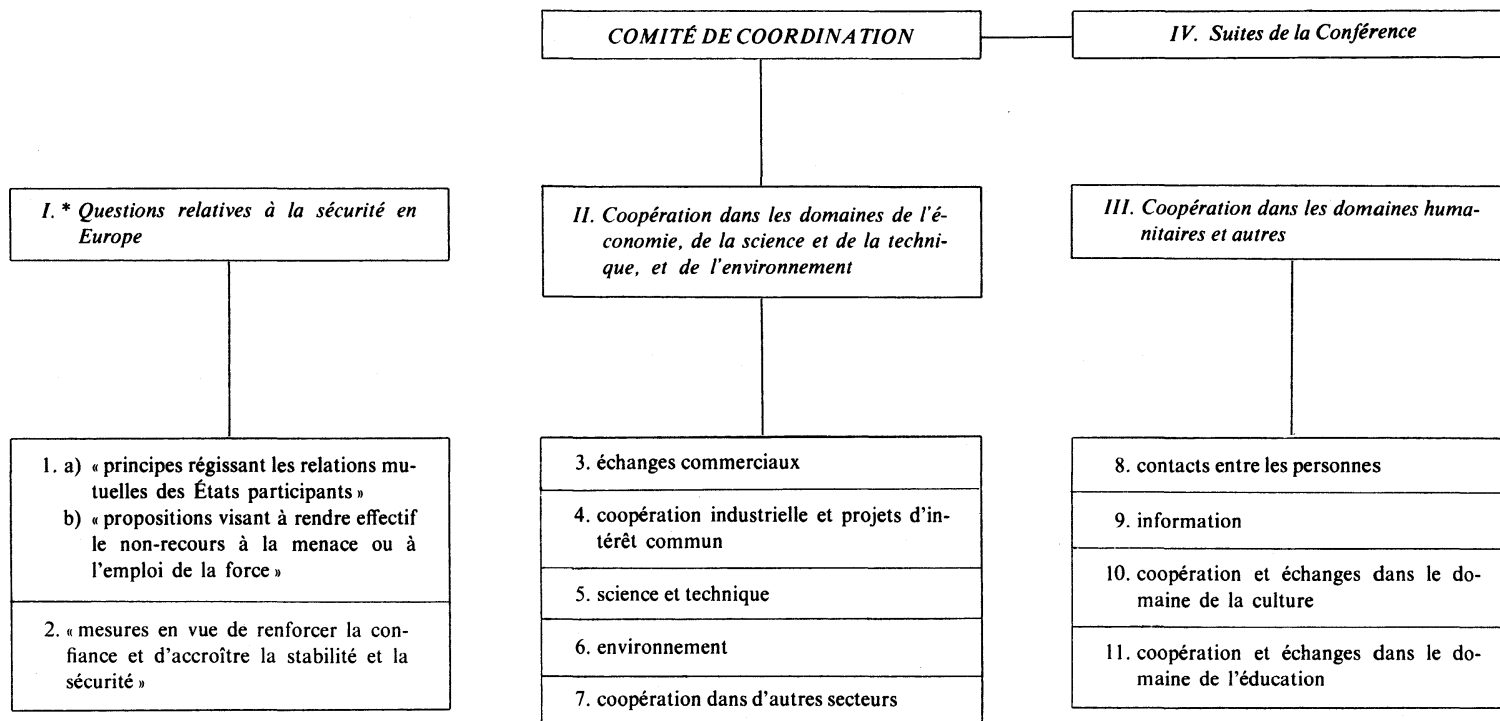 COMITÉ DE COORDINATION
IV. Suites de la Conférence
I. * Questions relatives à la sécurité en
Europe
II. Coopération dans les domaines de l'é-
conomie, de la science et de la techni-
que, et de l'environnement
III. Coopération dans les domaines huma-
nitaires et autres
1. a) « principes régissant les relations mu-
tuelles des États participants »
b) « propositions visant à rendre effectif
le non-recours à la menace ou à
l'emploi de la force »
2. « mesures en vue de renforcer la con-
fiance et d'accroître la stabilité et la
sécurité »
3. échanges commerciaux
4. coopération industrielle et projets d'in-
térêt commun
5. science et technique
6. environnement
7. coopération dans d'autres secteurs
8. contacts entre les personnes
9. information
10. coopération et échanges dans le do-
maine de la culture
11. coopération et échanges dans le do-
maine de l'éducation